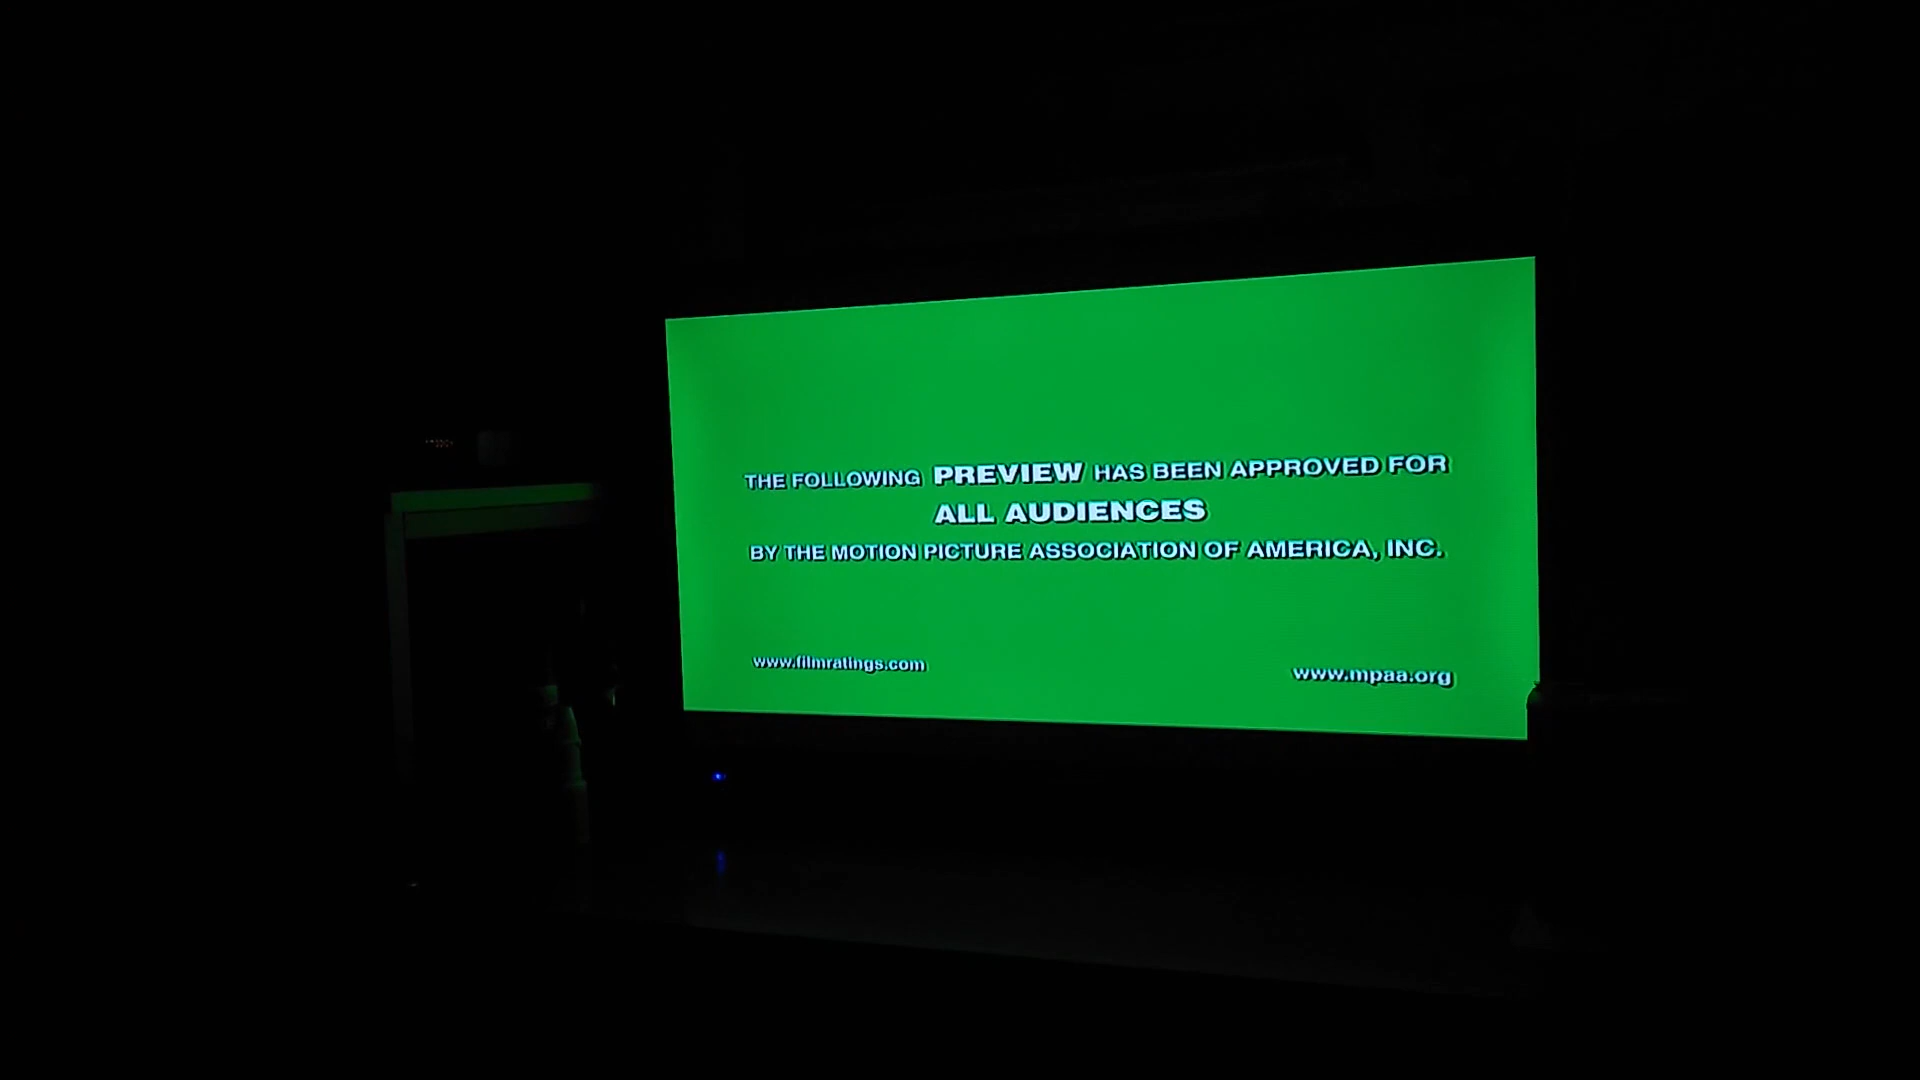 THE FOLLOWING PREVIEW HAS BEEN APPROVED FOR
ALL AUDIENCES
BY THE MOTION PICTURE ASSOCIATION OF AMERICA, INC.
www.filmratings.com
www.mpaa.org